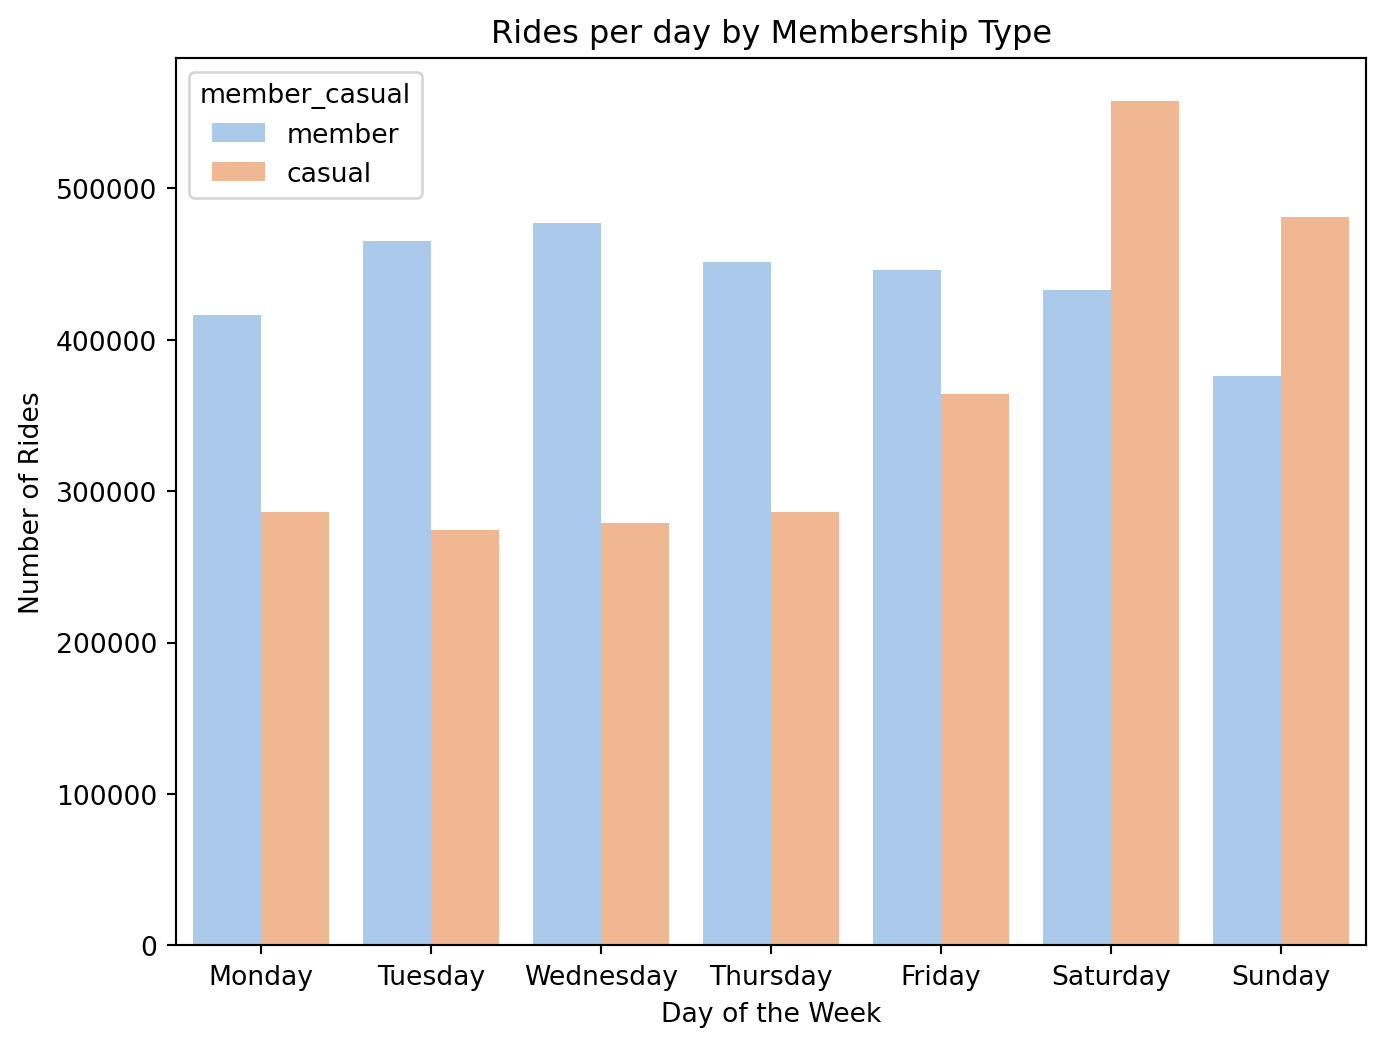 Rides per day by Membership Type
member_casual
member
casual
500000
400000
300000
200000
100000
0
Number of Rides
Monday Tuesday Wednesday Thursday Friday Saturday Sunday
Day of the Week